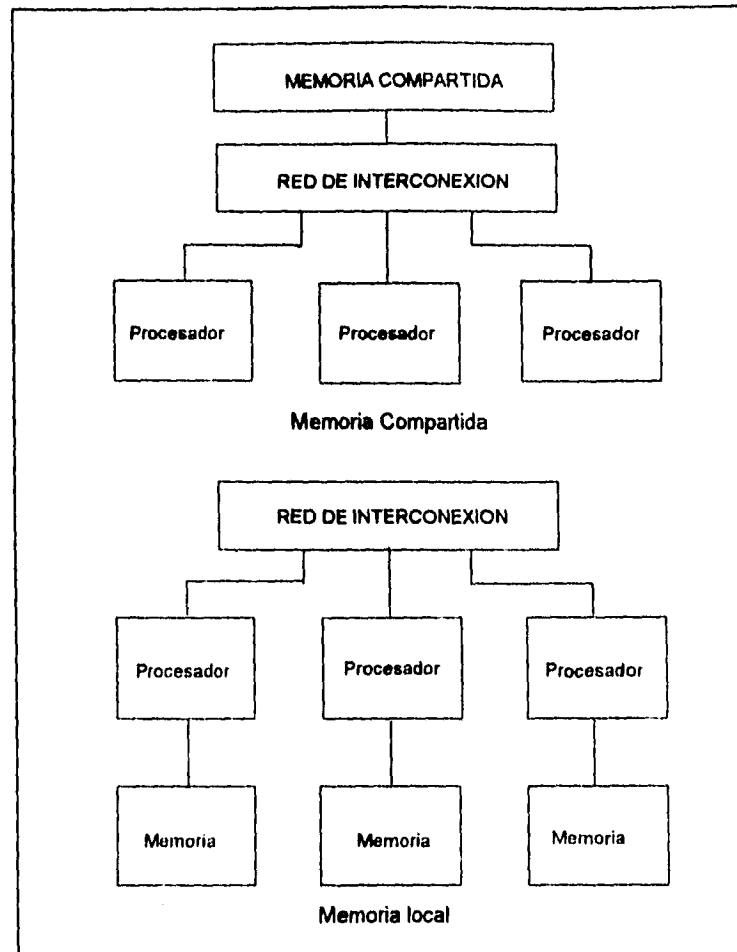 MEMORIA COMPARTIDA
RED DE INTERCONEXION
Procesador Procesador Procesador
Memoria Compartida
RED DE INTERCONEXION
Procesador Procesador Procesador
Memoria Memoria Memoria
Memoria local